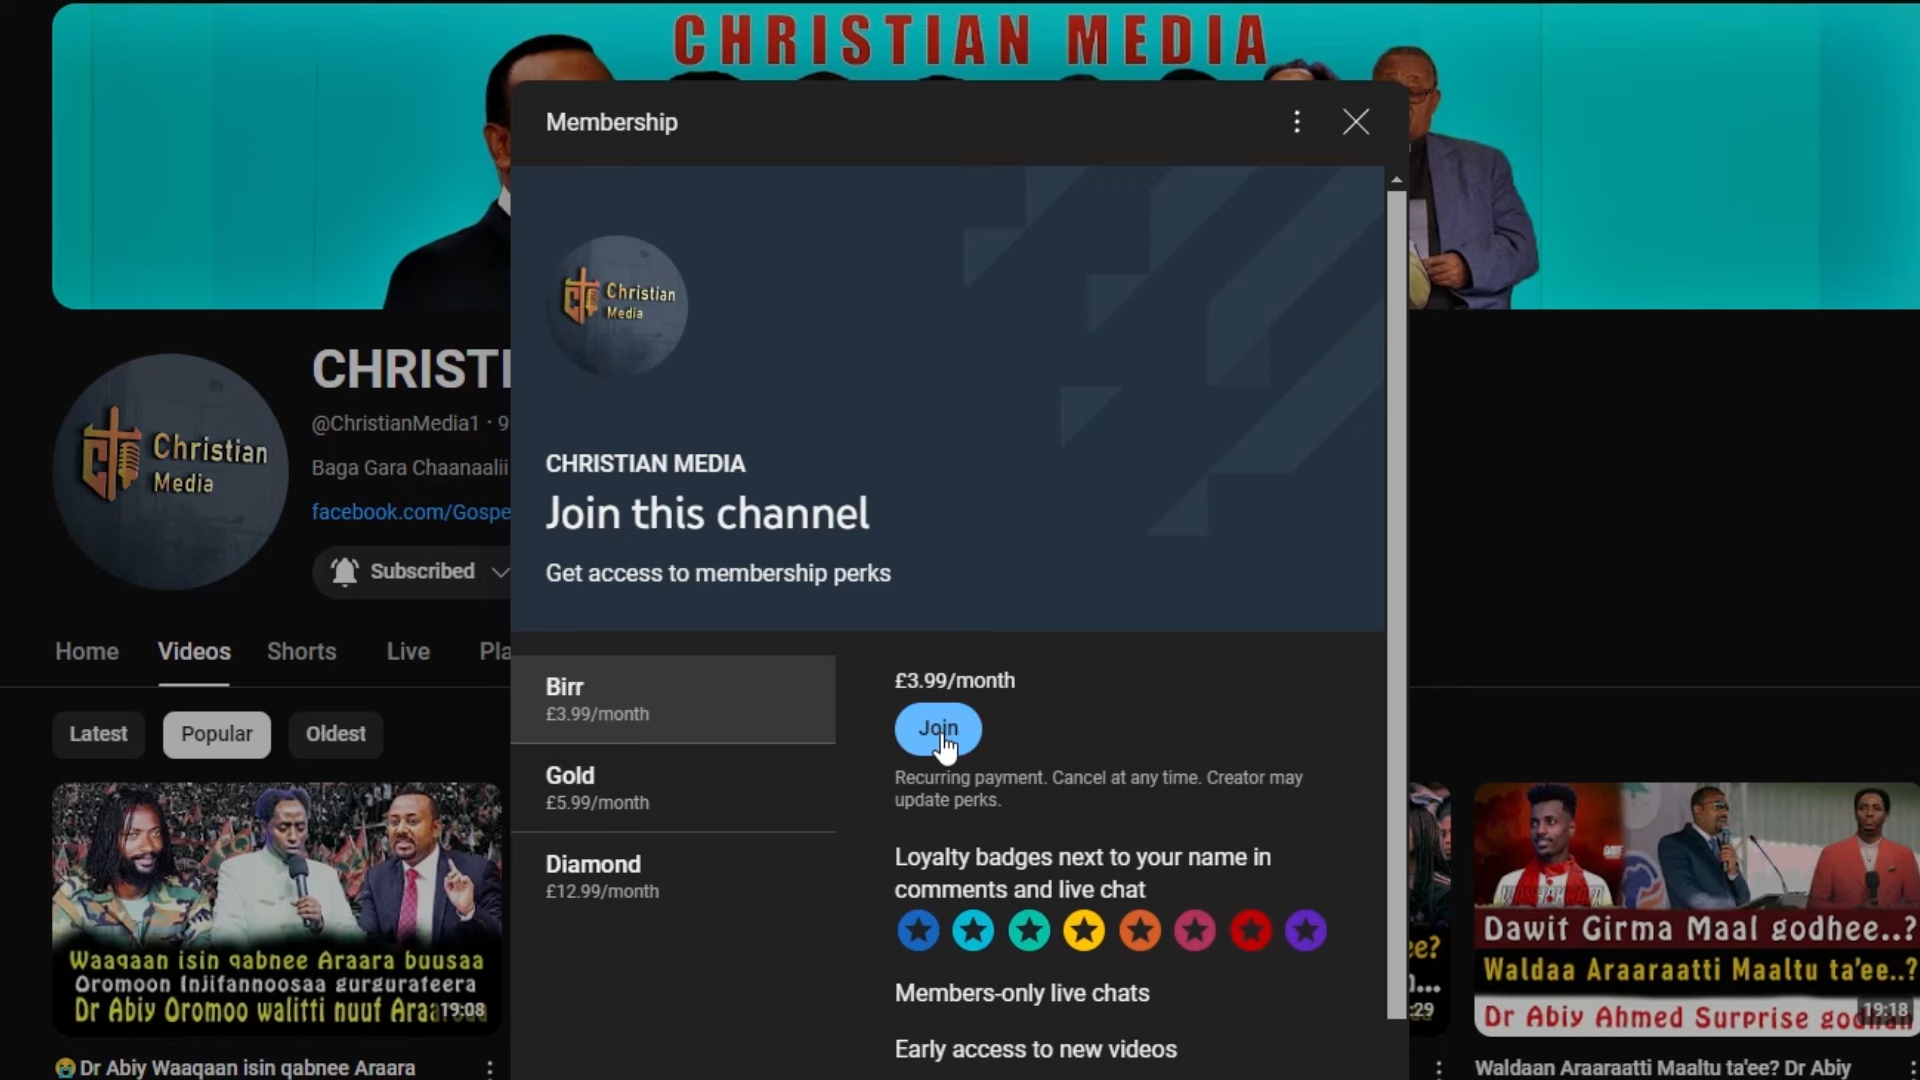 CHRISTIAN MEDIA
Membership
Christian
Media
CHRISTIAN MEDIA
Join this channel
Get access to membership perks
Christian
Media
CHRISTI
@ChristianMedia1 · 9
Baga Gara Chaanaalii
facebook.com/Gospe
Subscribed
Home Videos Shorts Live Pla
Latest Popular Oldest
Birr
£3.99/month
Gold
£5.99/month
Diamond
£12.99/month
£3.99/month
Join
Recurring payment. Cancel at any time. Creator may
update perks.
Loyalty badges next to your name in
comments and live chat
Members-only live chats
Early access to new videos
Waaqaan isin qabnee Araara buusaa
Oromoon Injifannoosaa gurgurateera
Dr Abiy Oromoo walitti nuuf Araa
19:08
Dr Abiy Waaqaan isin qabnee Araara
ee?
:29
Dawit Girma Maal godhee..?
Waldaa Araaraatti Maaltu ta'ee..?
Dr Abiy Ahmed Surprise godhan
19:18
Waldaan Araaraatti Maaltu ta'ee? Dr Abiy